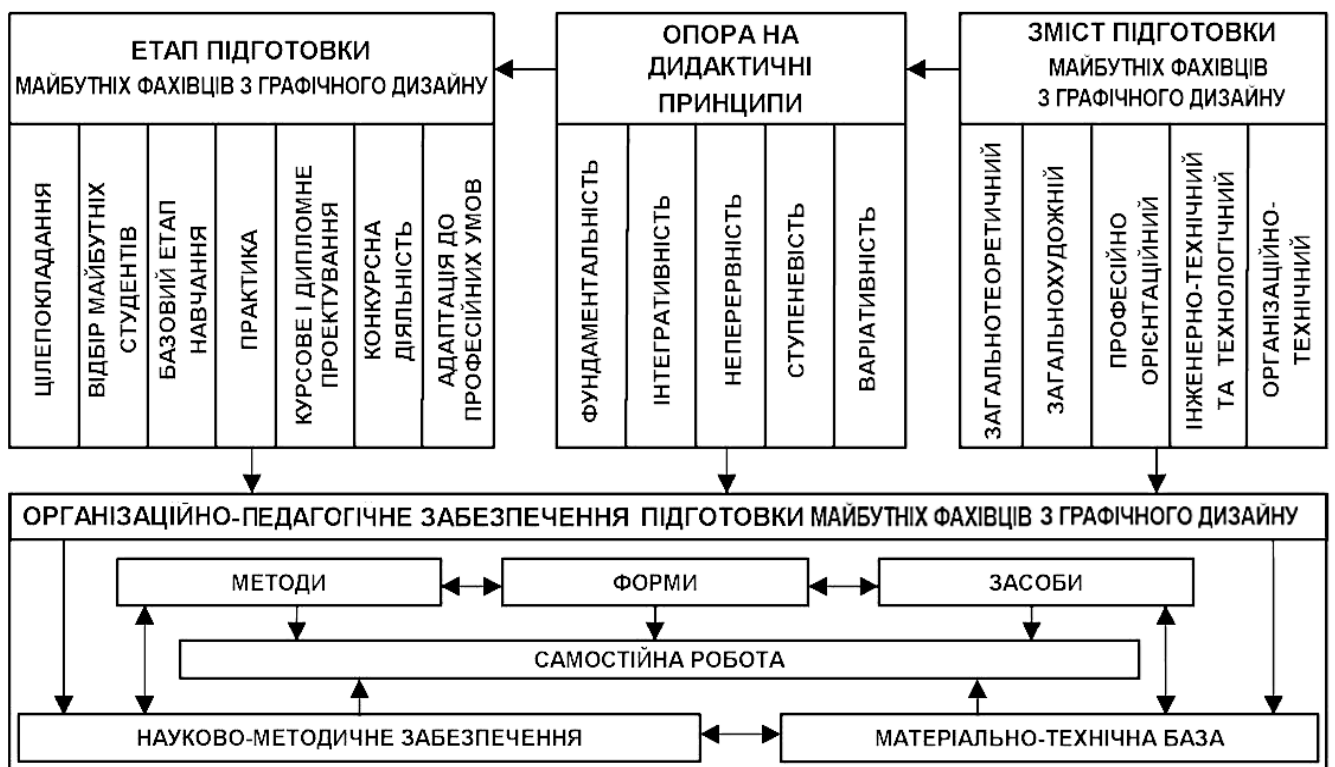 ЕТАП ПІДГОТОВКИ
МАЙБУТНІХ ФАХІВЦІВ З ГРАФІЧНОГО ДИЗАЙНУ
ЦІЛЕПОКЛАДАННЯ
ВІДБІР МАЙБУТНІХ
СТУДЕНТІВ
БАЗОВИЙ ЕТАП
НАВЧАННЯ
ПРАКТИКА
КУРСОВЕ І ДИПЛОМНЕ
ПРОЕКТУВАННЯ
КОНКУРСНА
ДІЯЛЬНІСТЬ
АДАПТАЦІЯ ДО
ПРОФЕСІЙНИХ УМОВ
ОПОРА НА
ДИДАКТИЧНІ
ПРИНЦИПИ
ФУНДАМЕНТАЛЬНІСТЬ
ІНТЕГРАТИВНІСТЬ
НЕПЕРЕРВНІСТЬ
СТУПЕНЕВІСТЬ
ВАРІАТИВНІСТЬ
ЗМІСТ ПІДГОТОВКИ
МАЙБУТНІХ ФАХІВЦІВ
З ГРАФІЧНОГО ДИЗАЙНУ
ЗАГАЛЬНОТЕОРЕТИЧНИЙ
ЗАГАЛЬНОХУДОЖНІЙ
ПРОФЕСІЙНО
ОРІЄНТАЦІЙНИЙ
ІНЖЕНЕРНО-ТЕХНІЧНИЙ
ТА ТЕХНОЛОГІЧНИЙ
ОРГАНІЗАЦІЙНО-
ТЕХНІЧНИЙ
ОРГАНІЗАЦІЙНО-ПЕДАГОГІЧНЕ ЗАБЕЗПЕЧЕННЯ ПІДГОТОВКИ МАЙБУТНІХ ФАХІВЦІВ З ГРАФІЧНОГО ДИЗАЙНУ
МЕТОДИ
ФОРМИ
ЗАСОБИ
САМОСТІЙНА РОБОТА
НАУКОВО-МЕТОДИЧНЕ ЗАБЕЗПЕЧЕННЯ
МАТЕРІАЛЬНО-ТЕХНІЧНА БАЗА